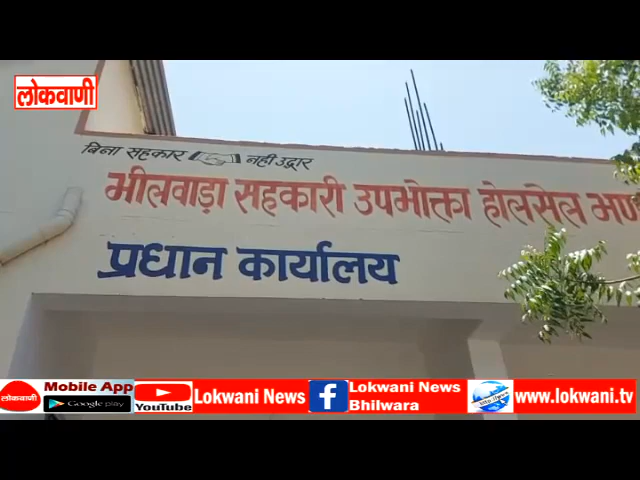 लोकवाणी
बिना सहकार नही उद्वार
भीलवाड़ा सहकारी उपभोक्ता होलसेल
प्रधान कार्यालय
लोकवाणी
Mobile App
Google play
YouTube
Lokwani News
f
Lokwani News
Bhilwara
www.lokwani.tv